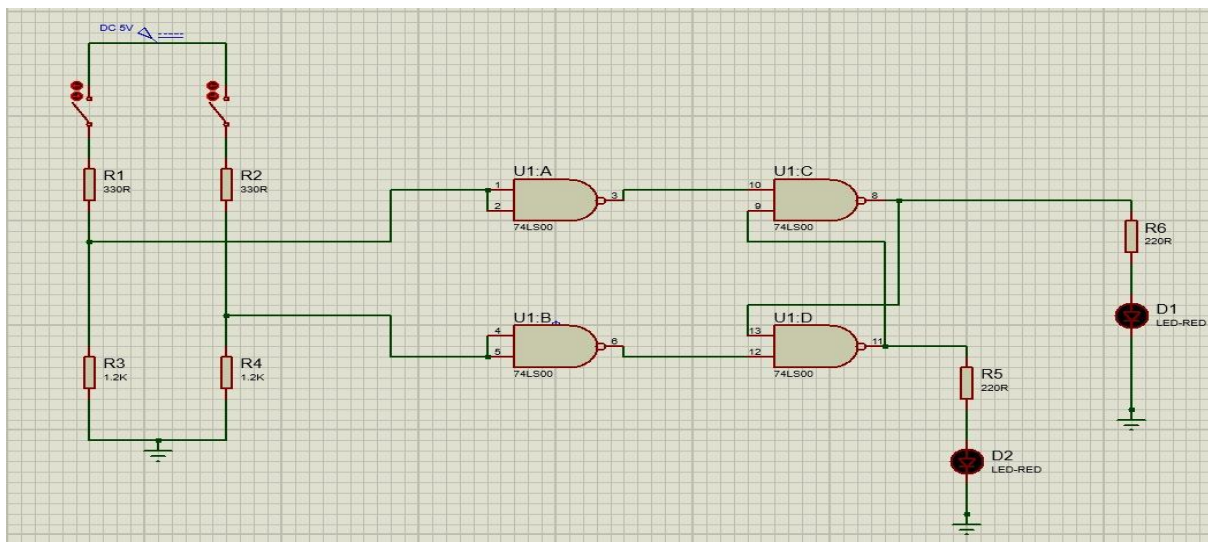 DC 5V
R1
330R
R2
330R
U1:A
1
2
3
74LS00
U1:C
10
9
8
74LS00
R6
220R
D1
LED-RED
U1:B
4
5
6
74LS00
U1:D
13
12
11
74LS00
R3
1.2K
R4
1.2K
R5
220R
D2
LED-RED